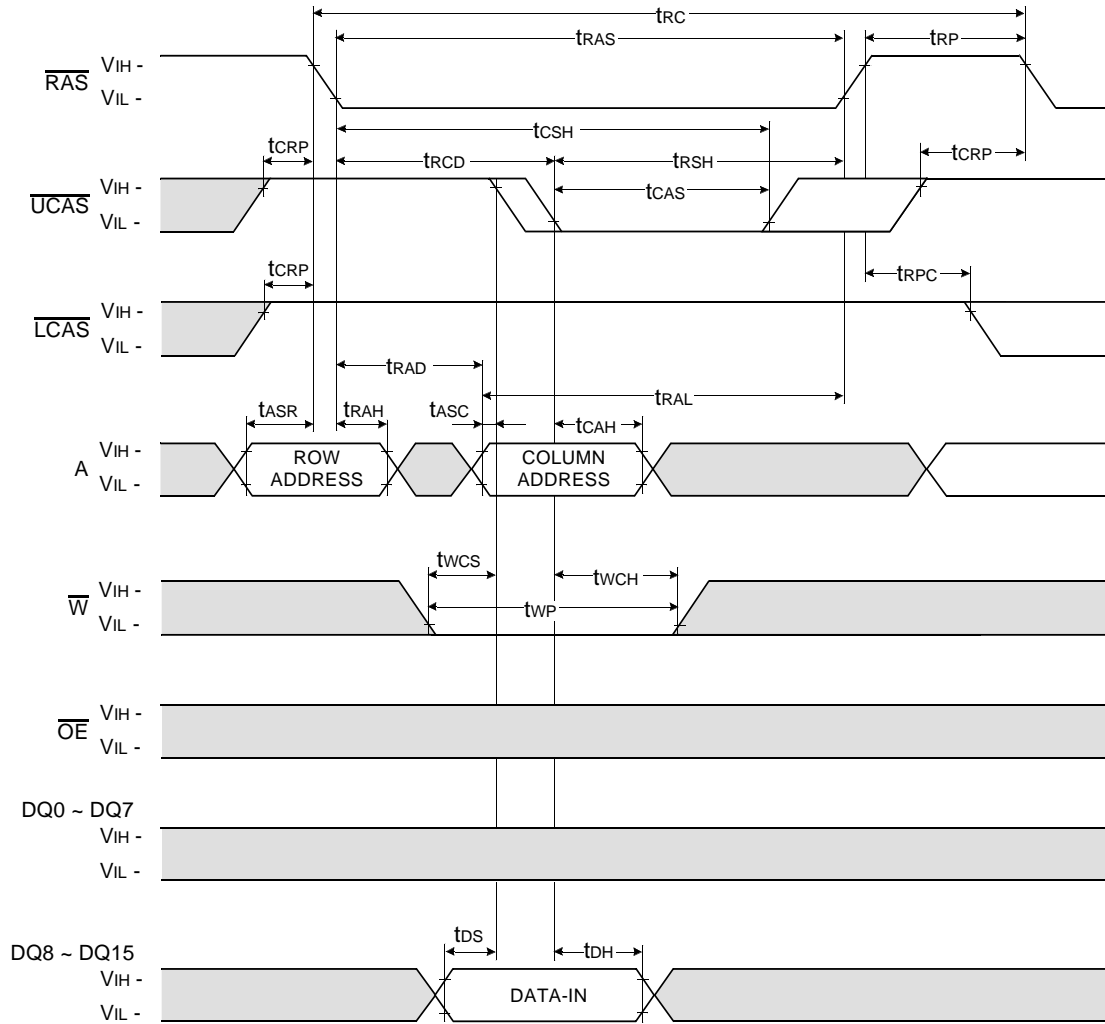 tRC
tRAS
tRP
RAS
VIH -
VIL -
tCSH
tCRP
tRCD
tRSH
tCRP
UCAS
VIH -
VIL -
tCAS
tCRP
tRPC
LCAS
VIH -
VIL -
tRAD
tRAL
tASR
tRAH
tASC
tCAH
A
VIH -
VIL -
ROW
ADDRESS
COLUMN
ADDRESS
tWCS
tWCH
W
VIH -
VIL -
tWP
OE
VIH -
VIL -
DQ0 ~ DQ7
VIH -
VIL -
tDS
tDH
DQ8 ~ DQ15
VIH -
VIL -
DATA-IN